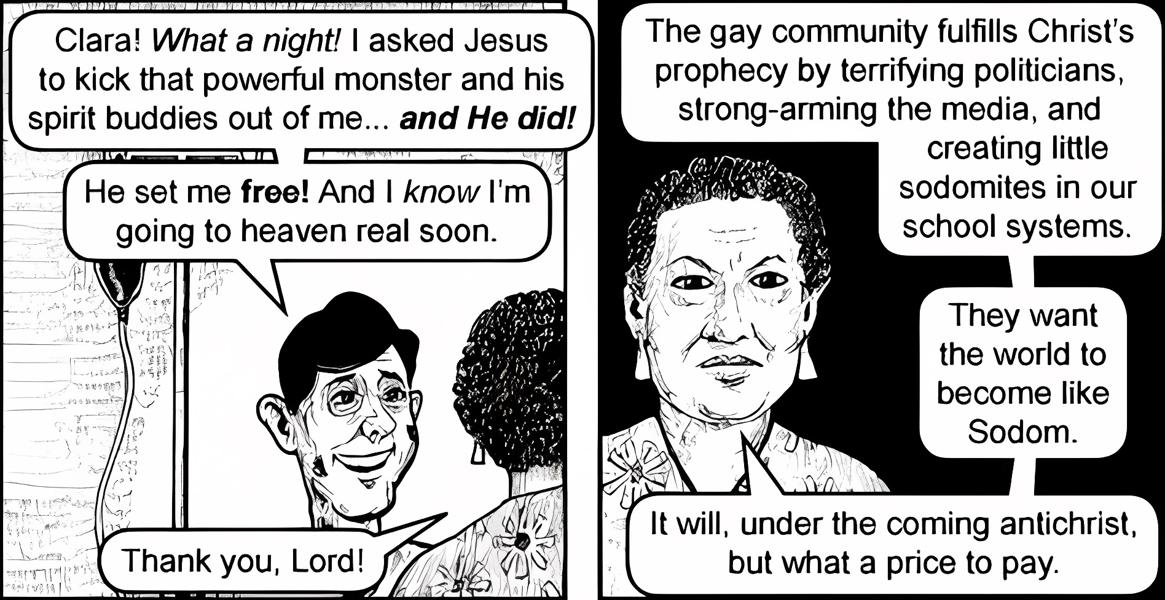 Clara! What a night! I asked Jesus
to kick that powerful monster and his
spirit buddies out of me... and He did!
He set me free! And I know I'm
going to heaven real soon.
Thank you, Lord!
The gay community fulfills Christ's
prophecy by terrifying politicians,
strong-arming the media, and
creating little
sodomites in our
school systems.
They want
the world to
become like
Sodom.
It will, under the coming antichrist,
but what a price to pay.